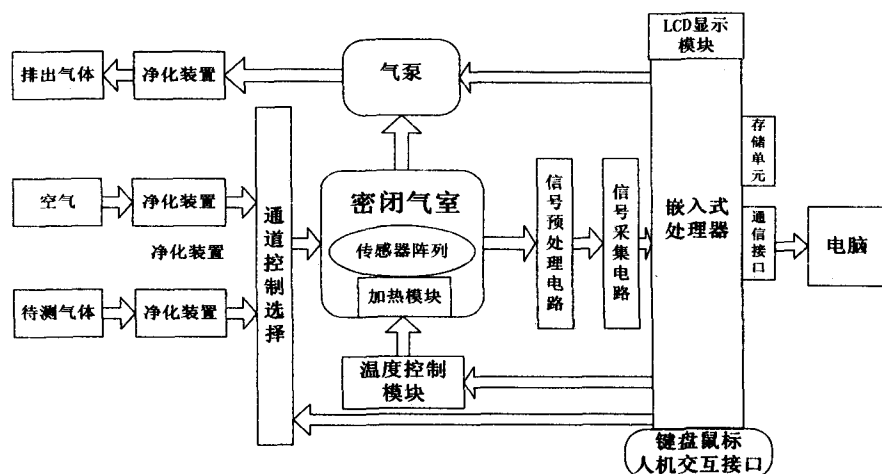 LCD显示
模块
排出气体
净化装置
气泵
存储单元
空气
净化装置
净化装置
通道控制选择
密闭气室
传感器阵列
加热模块
信号预处理电路
信号采集电路
嵌入式
处理器
通信接口
电脑
待测气体
净化装置
温度控制
模块
键盘鼠标
人机交互接口